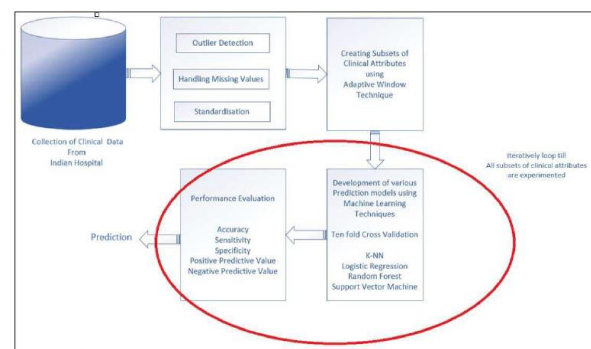 Outlier Detection
Handling Missing Values
Standardisation
Creating Subsets of
Clinical Attributes
using
Adaptive Window
Technique
Collection of Clinical Data
From
Indian Hospital
Iteratively loop till
All subsets of clinical attributes
are experimented
Development of various
Prediction models using
Machine Learning
Techniques
Ten fold Cross Validation
K-NN
Logistic Regression
Random Forest
Support Vector Machine
Performance Evaluation
Accuracy
Sensitivity
Specificity
Positive Predictive Value
Negative Predictive Value
Prediction